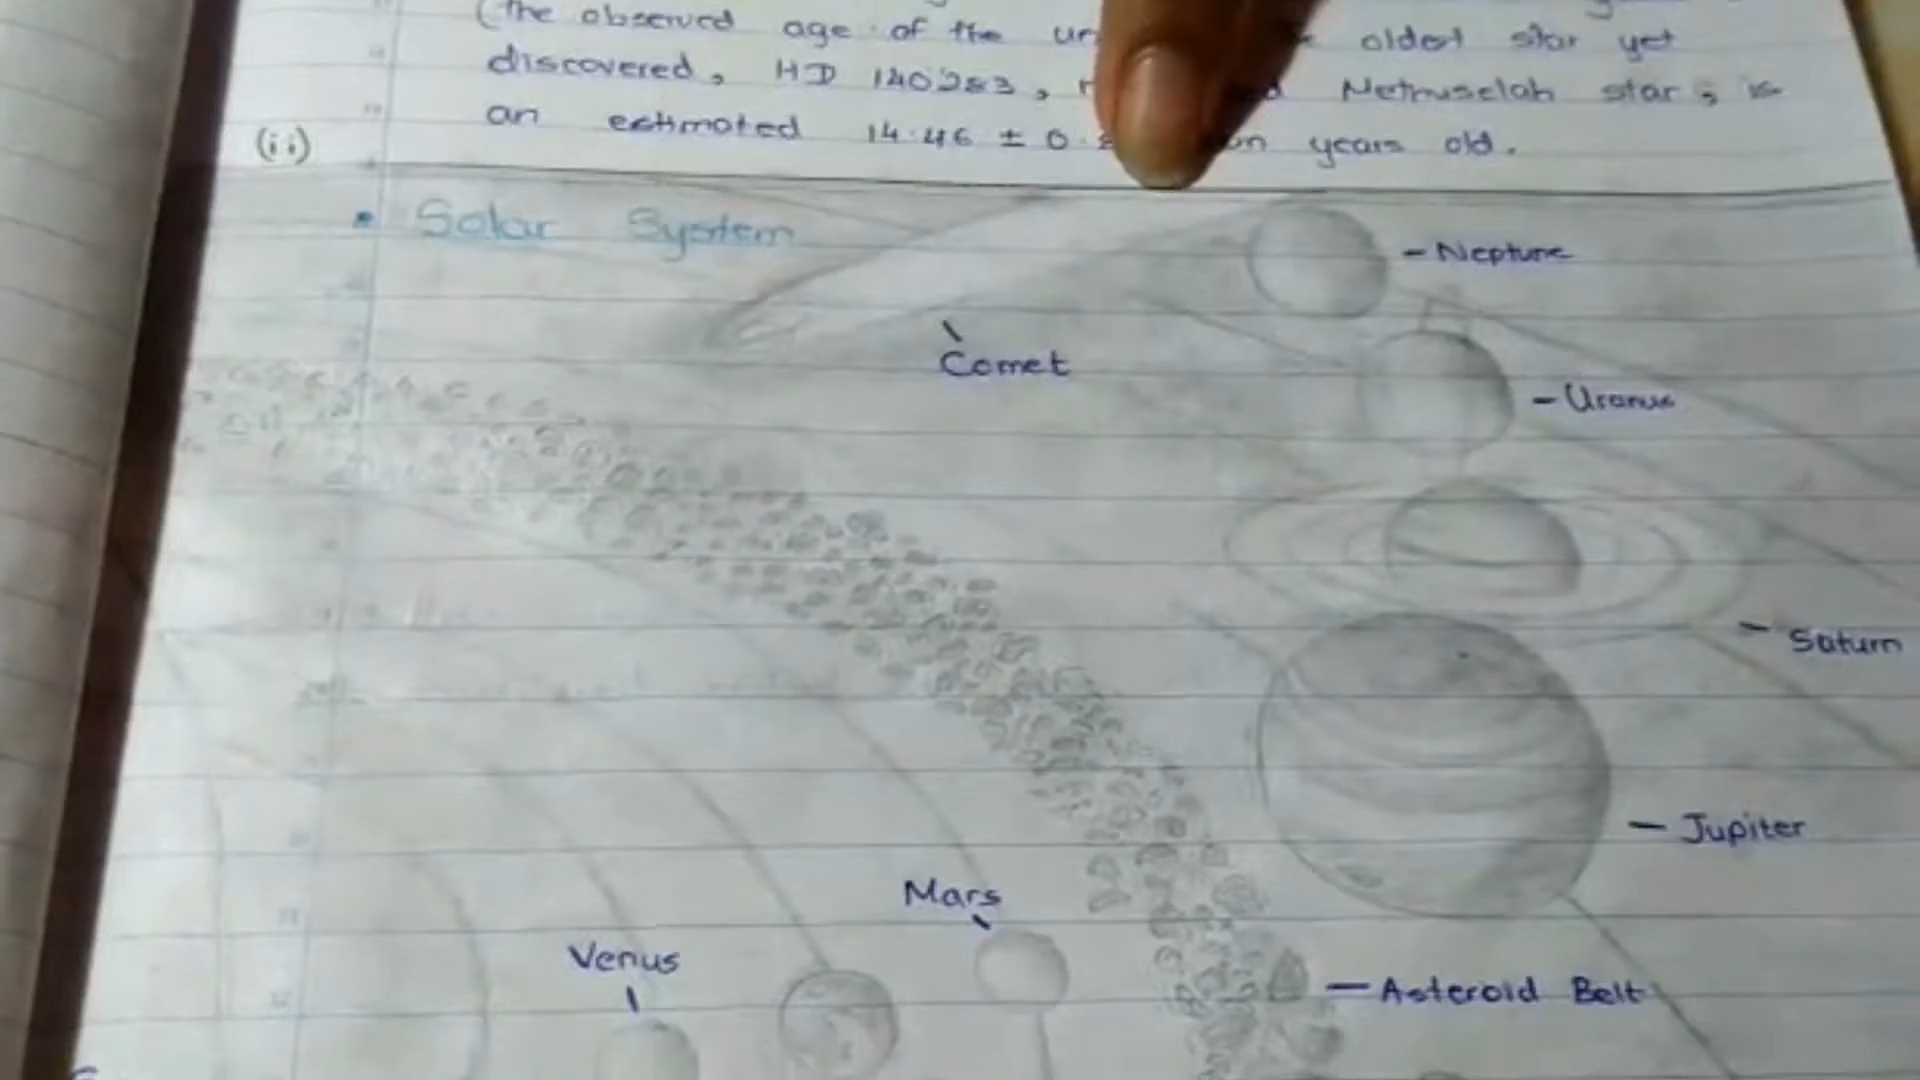 (The observed age of the oldest star yet
discovered, HD 140283, Nethuselah star, is
an estimated 14.46 ± 0. years old.
(ii)
• Solar System
- Neptune
Comet
- Uranus
- Saturn
- Jupiter
Mars
Venus
- Asteroid Belt